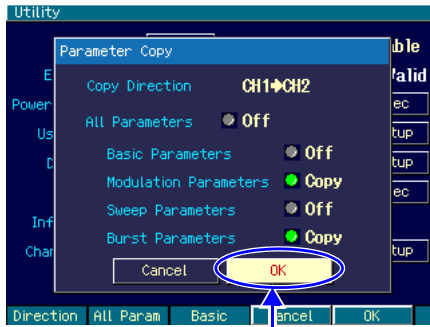 Utility
Parameter Copy
ble
Copy Direction CH1→CH2
E
Valid
Power
ec
All Parameters Off
Us
tup
Basic Parameters Off
D
tup
Modulation Parameters Copy
ec
Sweep Parameters Off
Inf
Burst Parameters Copy
Char
tup
Cancel OK
Direction All Param Basic Cancel OK